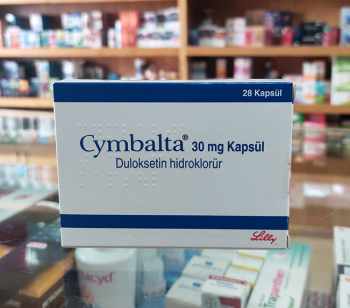 28 Kapsül
Cymbalta® 30 mg Kapsül
Duloksetin hidroklorür
Lilly